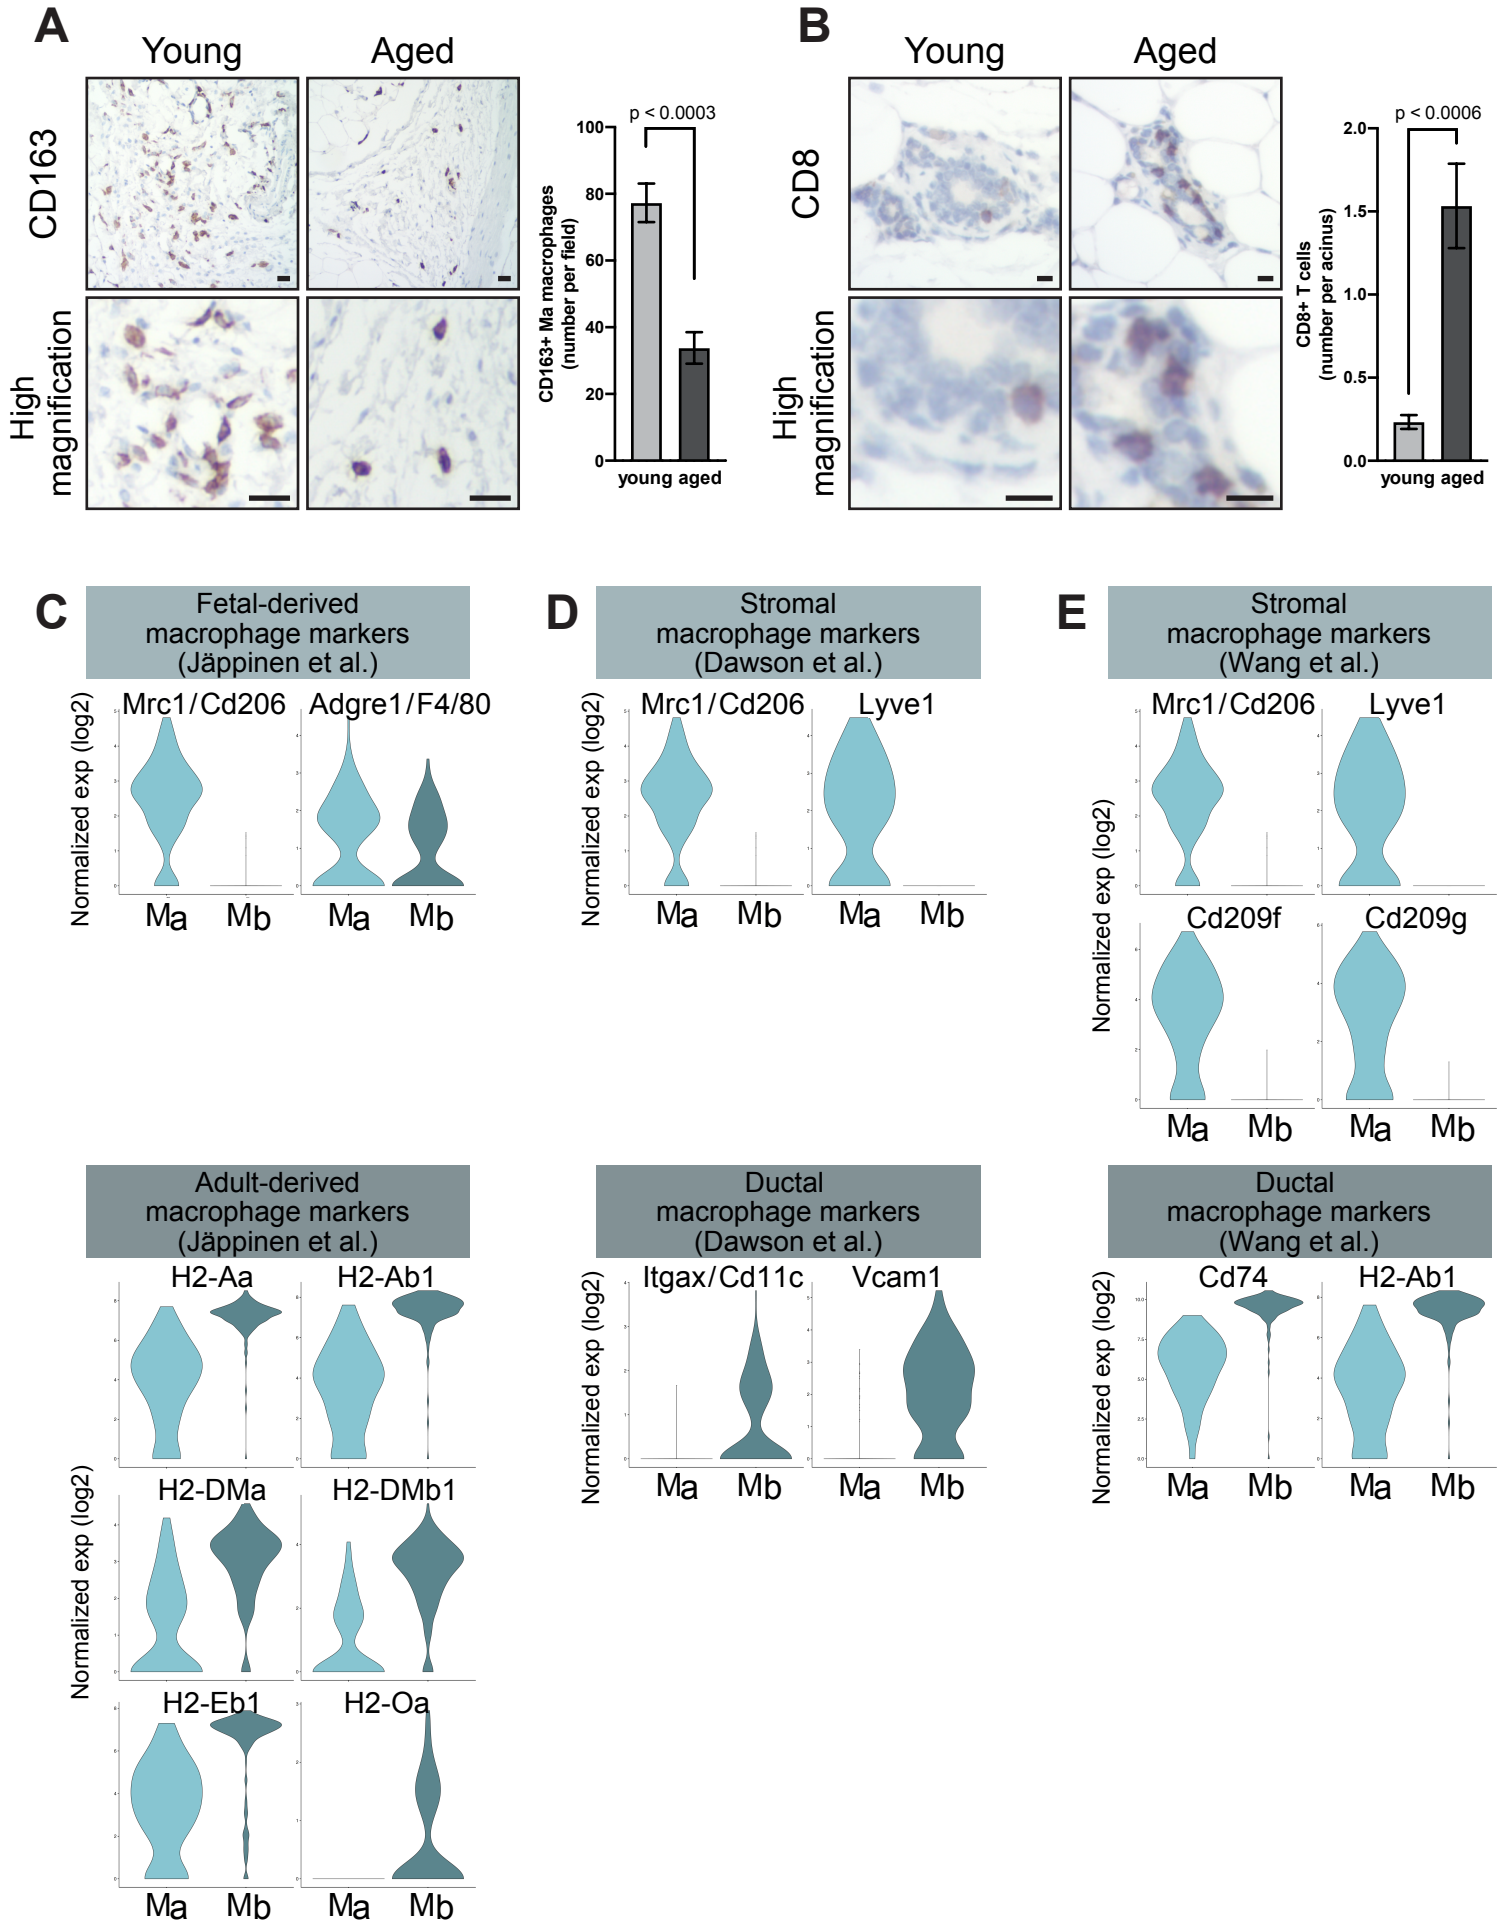 A
Young
Aged
CD163
High
magnification
p < 0.0003
CD163+ Ma macrophages
(number per field)
100
80
60
40
20
0
young aged
B
Young
Aged
CD8
High
magnification
p < 0.0006
CD8+ T cells
(number per acinus)
2.0
1.5
1.0
0.5
0.0
young aged
C
Fetal-derived
macrophage markers
(Jäppinen et al.)
Normalized exp (log2)
Mrc1/Cd206
Adgre1/F4/80
Ma Mb
Ma Mb
Adult-derived
macrophage markers
(Jäppinen et al.)
Normalized exp (log2)
H2-Aa
H2-Ab1
H2-DMa
H2-DMb1
H2-Eb1
H2-Oa
Ma Mb
Ma Mb
D
Stromal
macrophage markers
(Dawson et al.)
Normalized exp (log2)
Mrc1/Cd206
Lyve1
Ma Mb
Ma Mb
Ductal
macrophage markers
(Dawson et al.)
Normalized exp (log2)
Itgax/Cd11c
Vcam1
Ma Mb
Ma Mb
E
Stromal
macrophage markers
(Wang et al.)
Normalized exp (log2)
Mrc1/Cd206
Lyve1
Cd209f
Cd209g
Ma Mb
Ma Mb
Ductal
macrophage markers
(Wang et al.)
Normalized exp (log2)
Cd74
H2-Ab1
Ma Mb
Ma Mb